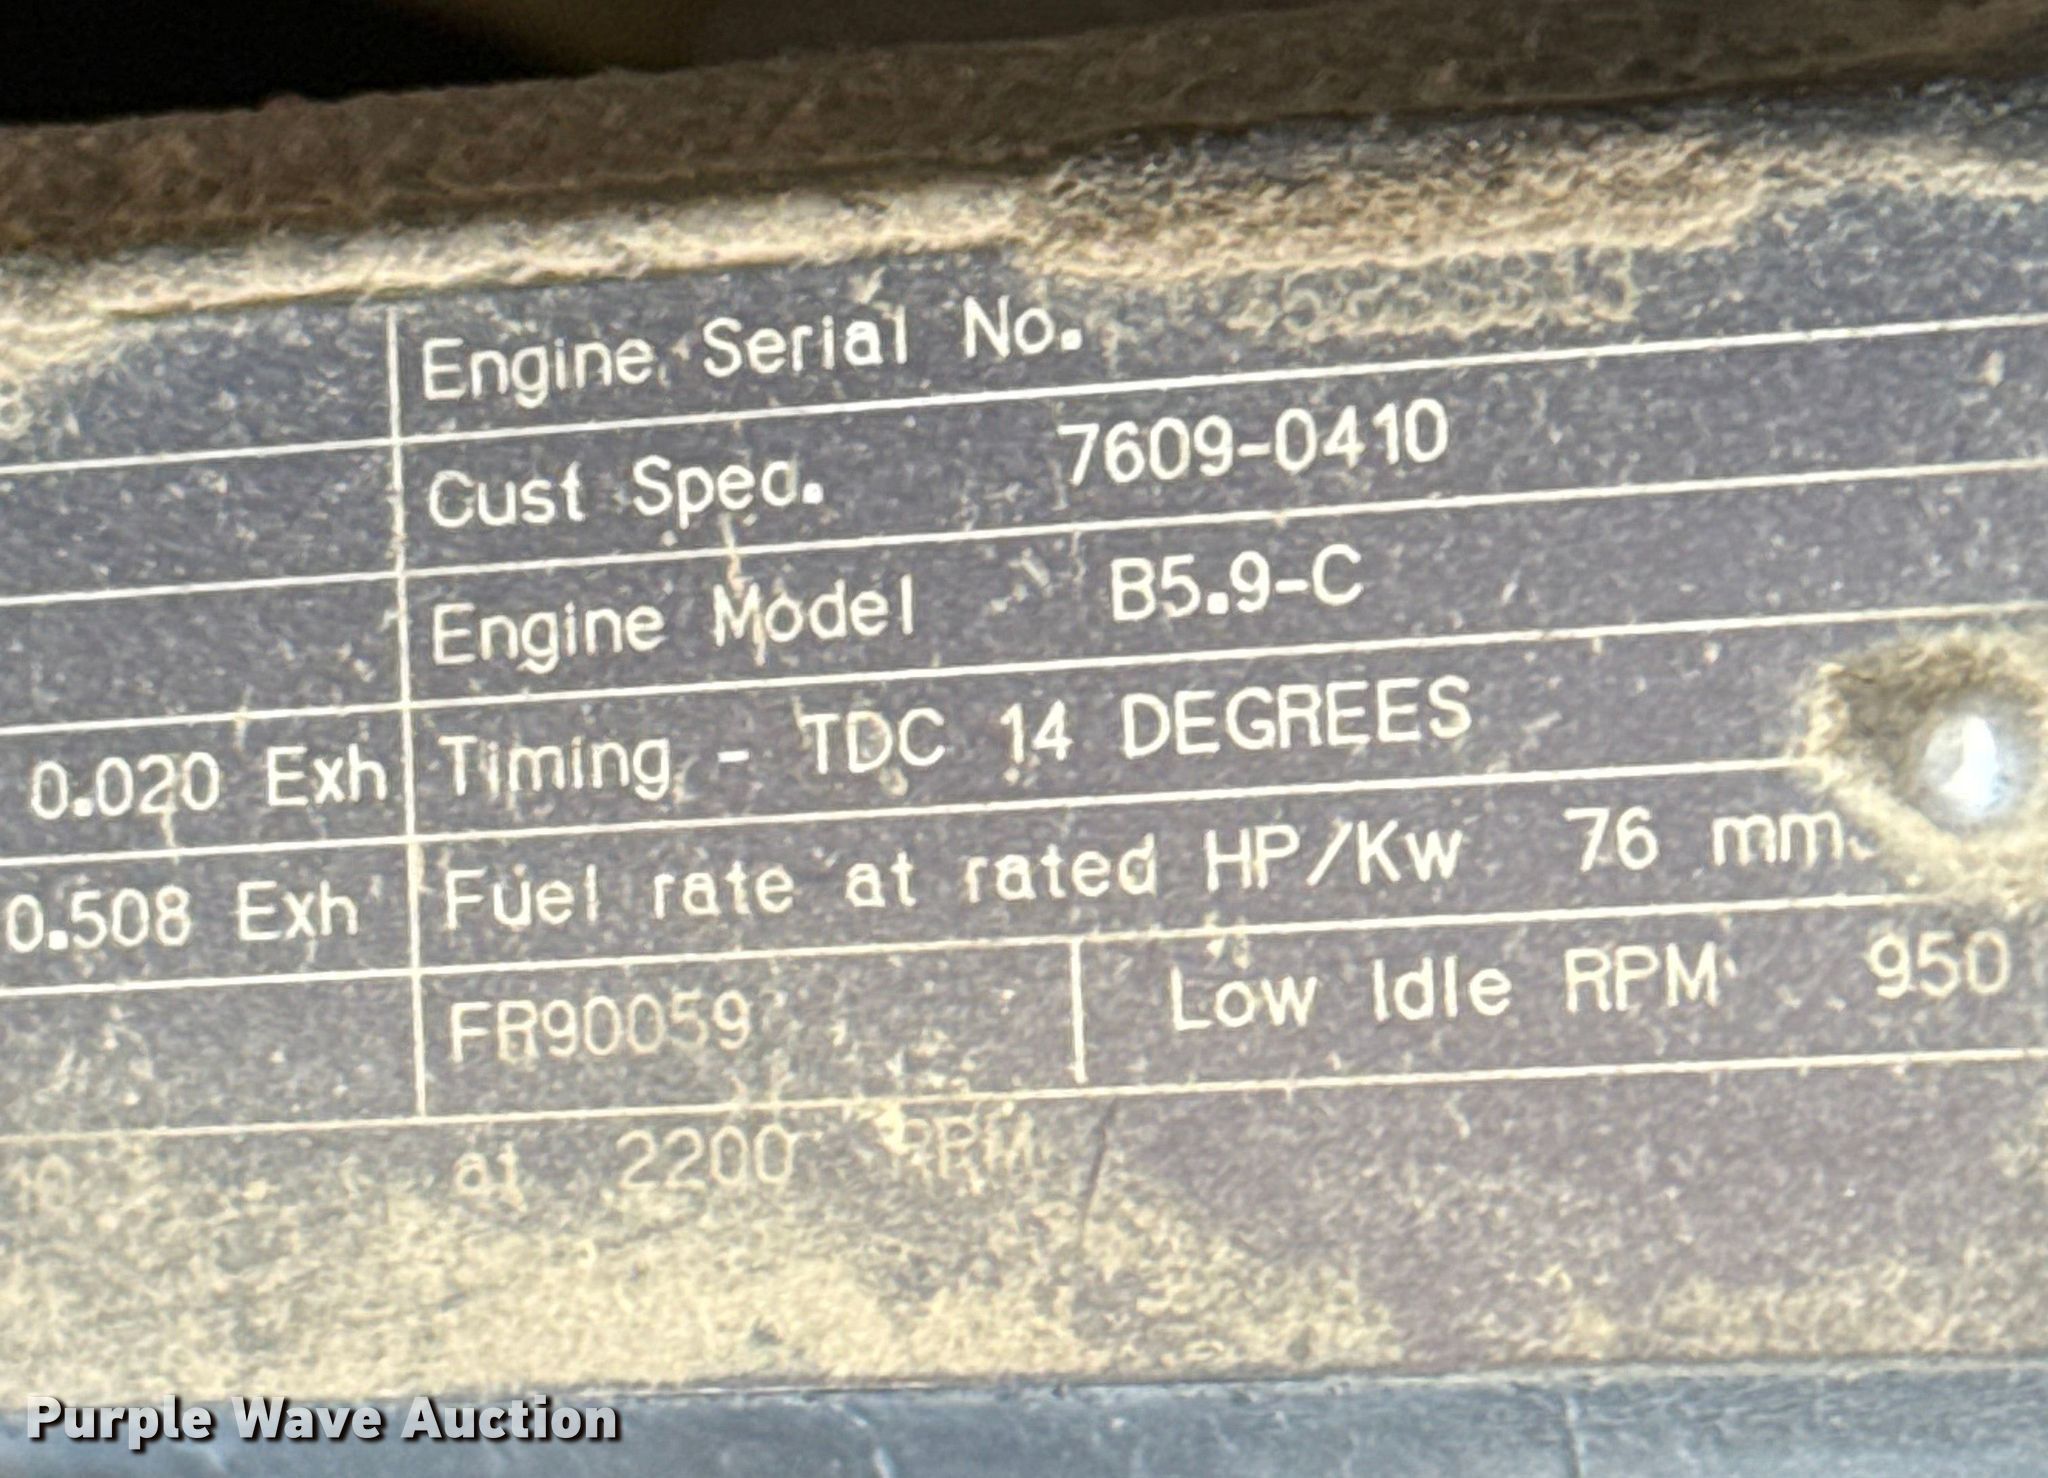 Engine Serial No.
Cust Spec. 7609-0410
Engine Model B5.9-C
0.020 Exh Timing - TDC 14 DEGREES
0.508 Exh Fuel rate at rated HP/Kw 76 mm
FR90059 Low Idle RPM 950
at 2200 RPM
Purple Wave Auction